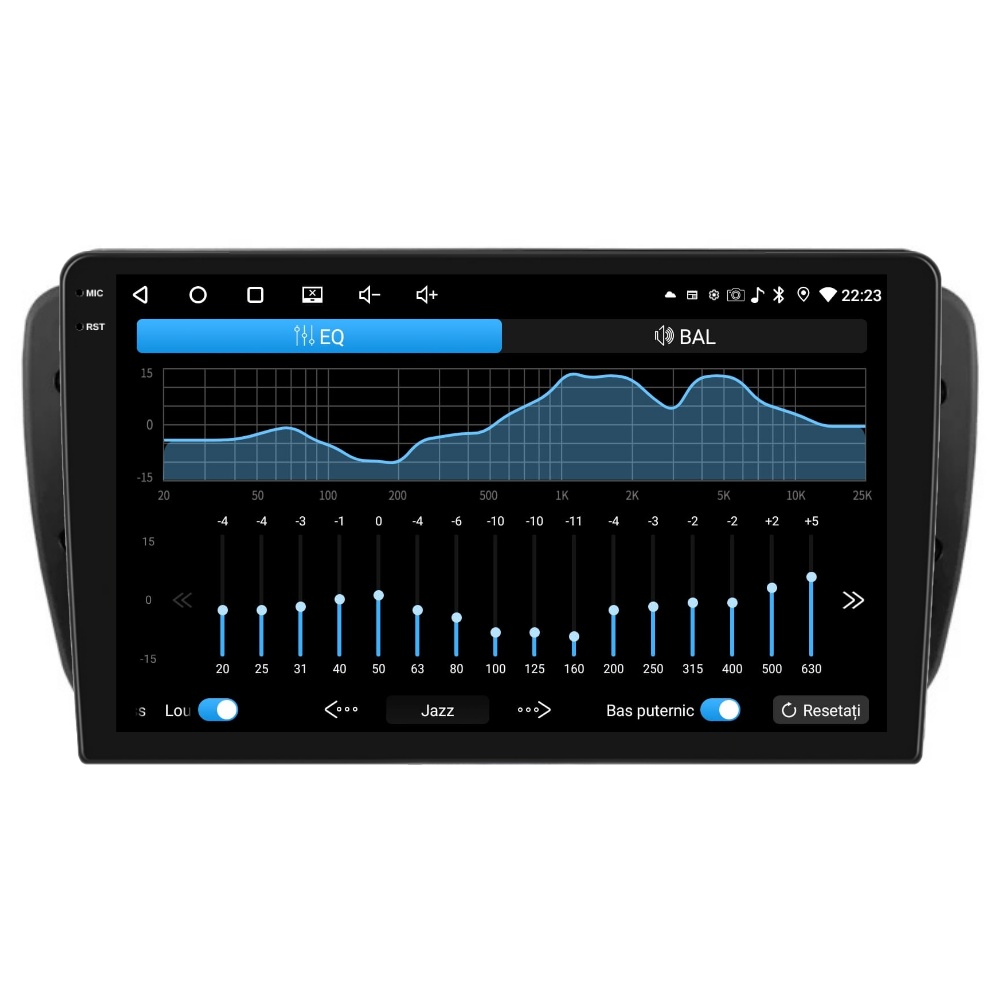 MIC
RST
22:23
EQ
BAL
15
0
-15
20 50 100 200 500 1K 2K 5K 10K 25K
-4 -4 -3 -1 0 -4 -6 -10 -10 -11 -4 -3 -2 -2 +2 +5
15
0
-15
20 25 31 40 50 63 80 100 125 160 200 250 315 400 500 630
s Lou Jazz Bas puternic Resetați